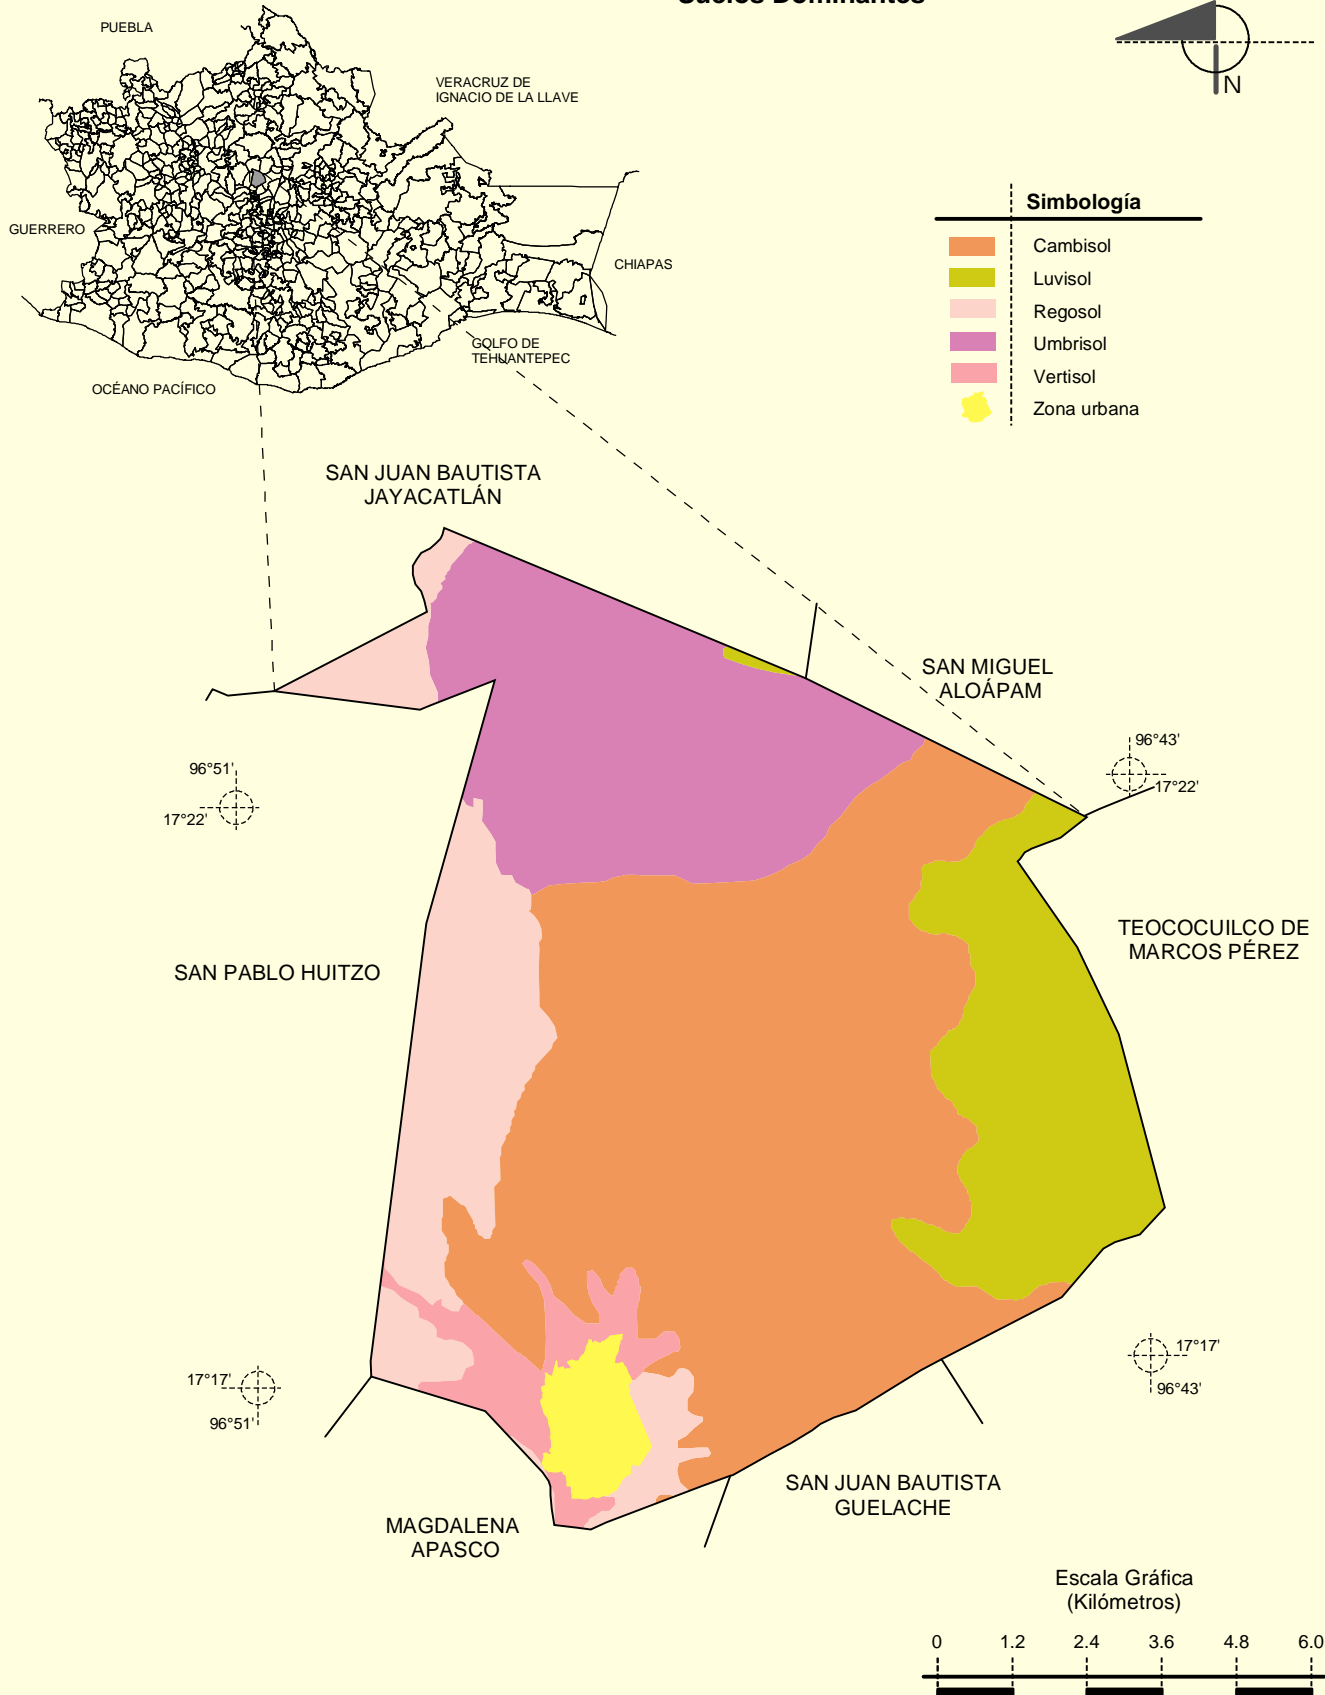 Suelos Dominantes
PUEBLA
VERACRUZ DE
IGNACIO DE LA LLAVE
N
GUERRERO
CHIAPAS
GOLFO DE
TEHUANTEPEC
OCÉANO PACÍFICO
Simbología
Cambisol
Luvisol
Regosol
Umbrisol
Vertisol
Zona urbana
SAN JUAN BAUTISTA
JAYACATLÁN
SAN MIGUEL
ALOÁPAM
96°51'
17°22'
96°43'
17°22'
TEOCOCUILCO DE
MARCOS PÉREZ
SAN PABLO HUITZO
17°17'
96°51'
17°17'
96°43'
SAN JUAN BAUTISTA
GUELACHE
MAGDALENA
APASCO
Escala Gráfica
(Kilómetros)
0 1.2 2.4 3.6 4.8 6.0